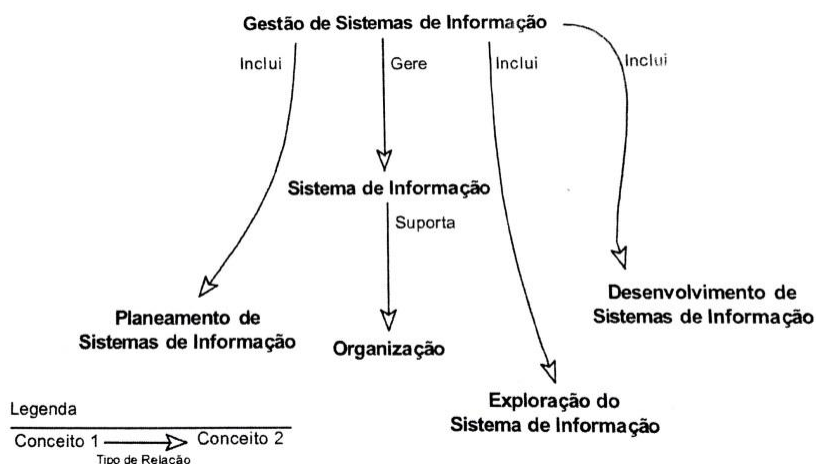 Gestão de Sistemas de Informação
Inclui
Gere
Inclui
Inclui
Sistema de Informação
Suporta
Planeamento de
Sistemas de Informação
Organização
Desenvolvimento de
Sistemas de Informação
Exploração do
Sistema de Informação
Legenda
Conceito 1
Conceito 2
Tipo de Relação